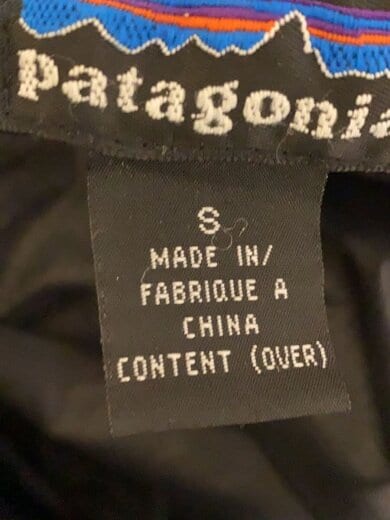 patagonia
S
MADE IN/
FABRIQUE A
CHINA
CONTENT (OVER)